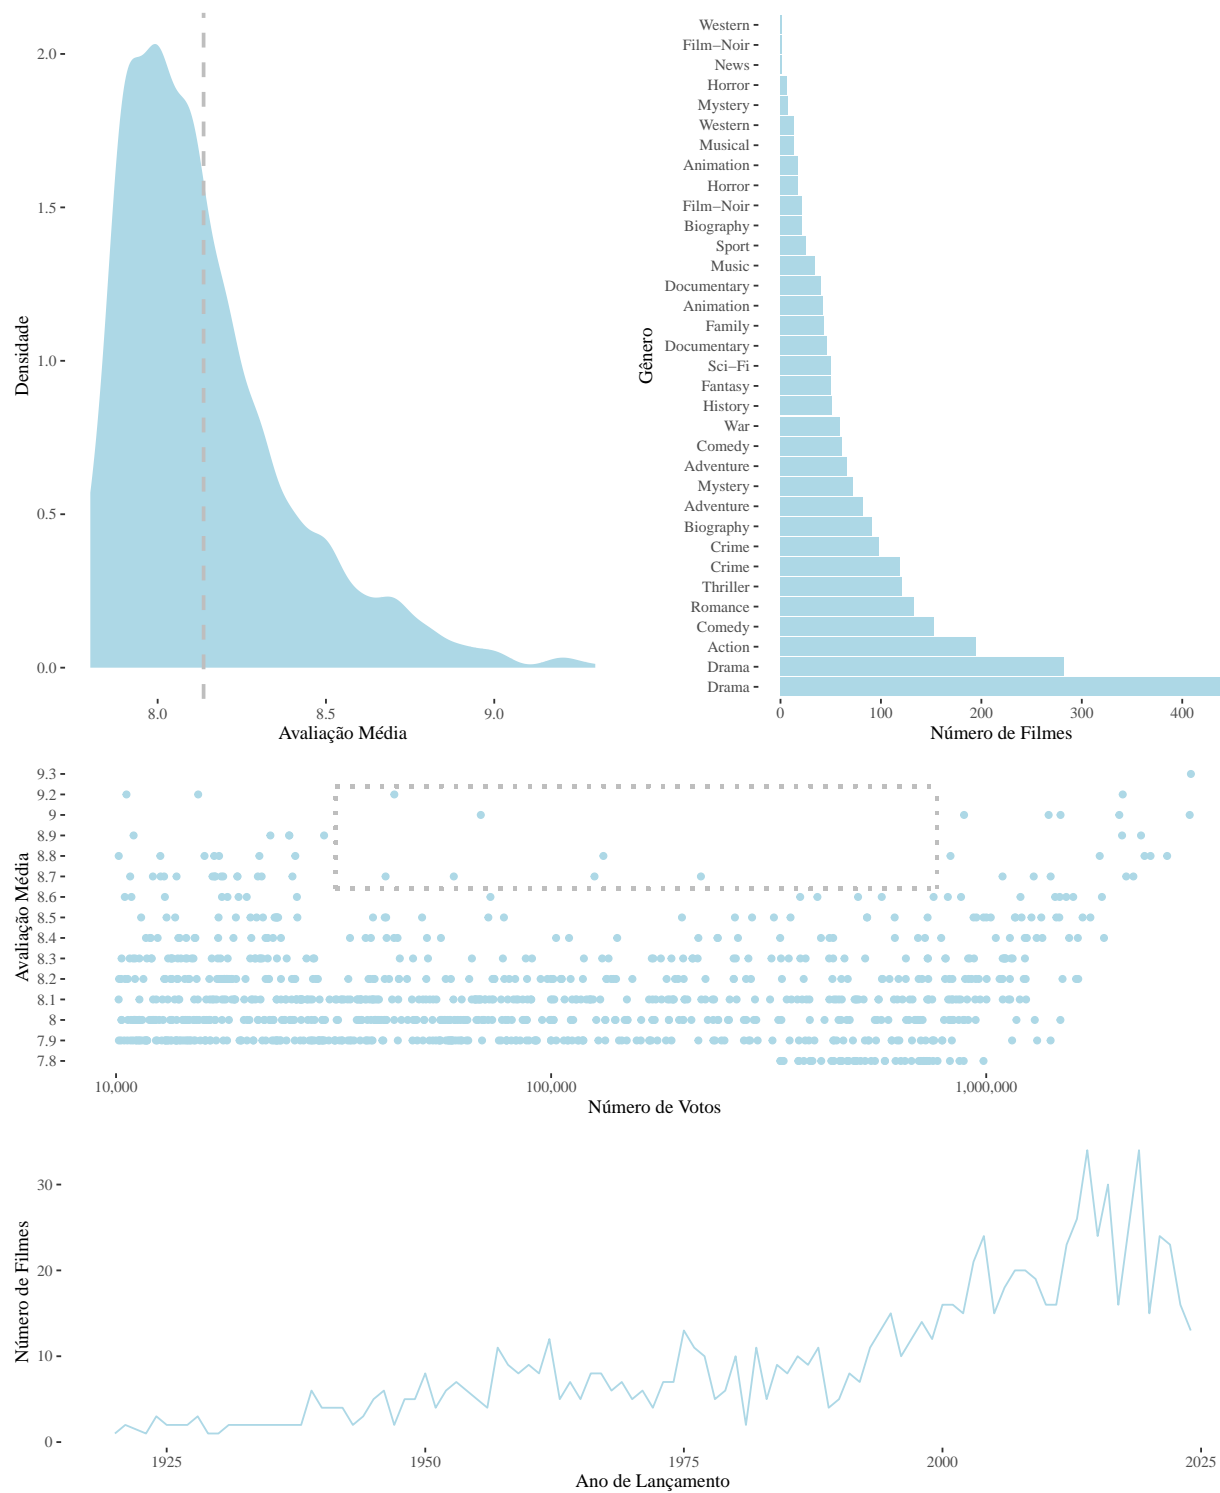 Densidade
2.0
1.5
1.0
0.5
0.0
8.0 8.5 9.0
Avaliação Média
Gênero
Western
Film−Noir
News
Horror
Mystery
Western
Musical
Animation
Horror
Film−Noir
Biography
Sport
Music
Documentary
Animation
Family
Documentary
Sci−Fi
Fantasy
History
War
Comedy
Adventure
Mystery
Adventure
Biography
Crime
Crime
Thriller
Romance
Comedy
Action
Drama
Drama
0 100 200 300 400
Número de Filmes
Avaliação Média
9.3
9.2
9
8.9
8.8
8.7
8.6
8.5
8.4
8.3
8.2
8.1
8
7.9
7.8
10,000 100,000 1,000,000
Número de Votos
Número de Filmes
30
20
10
0
1925 1950 1975 2000 2025
Ano de Lançamento